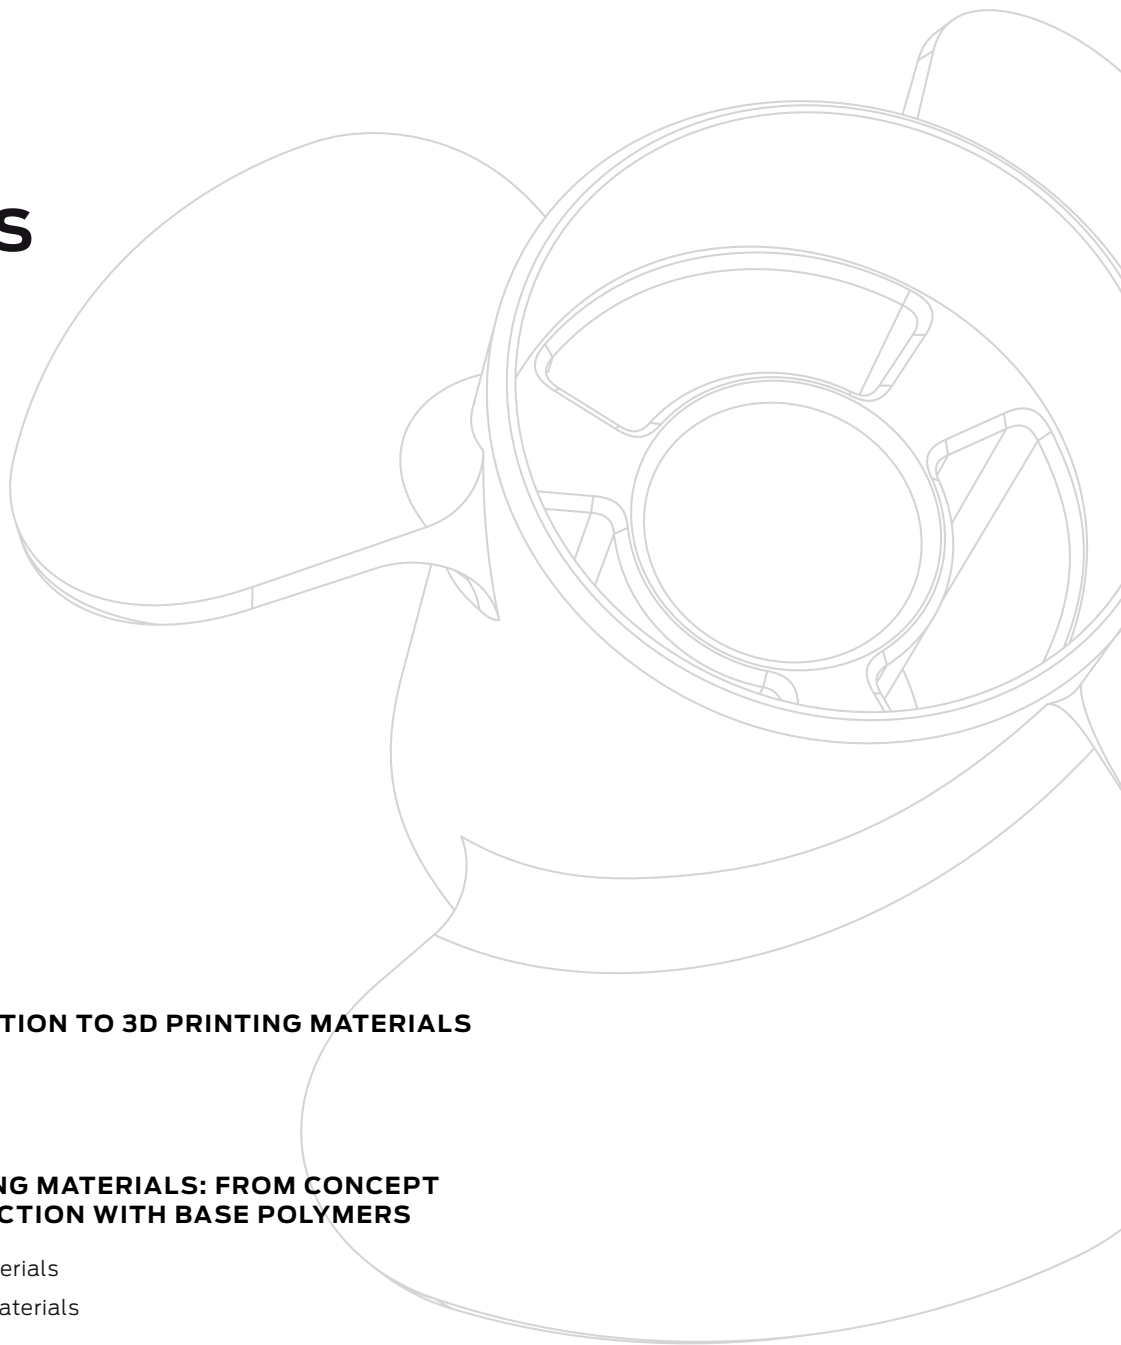 S
TION TO 3D PRINTING MATERIALS
NG MATERIALS: FROM CONCEPT
CTION WITH BASE POLYMERS
erials
aterials